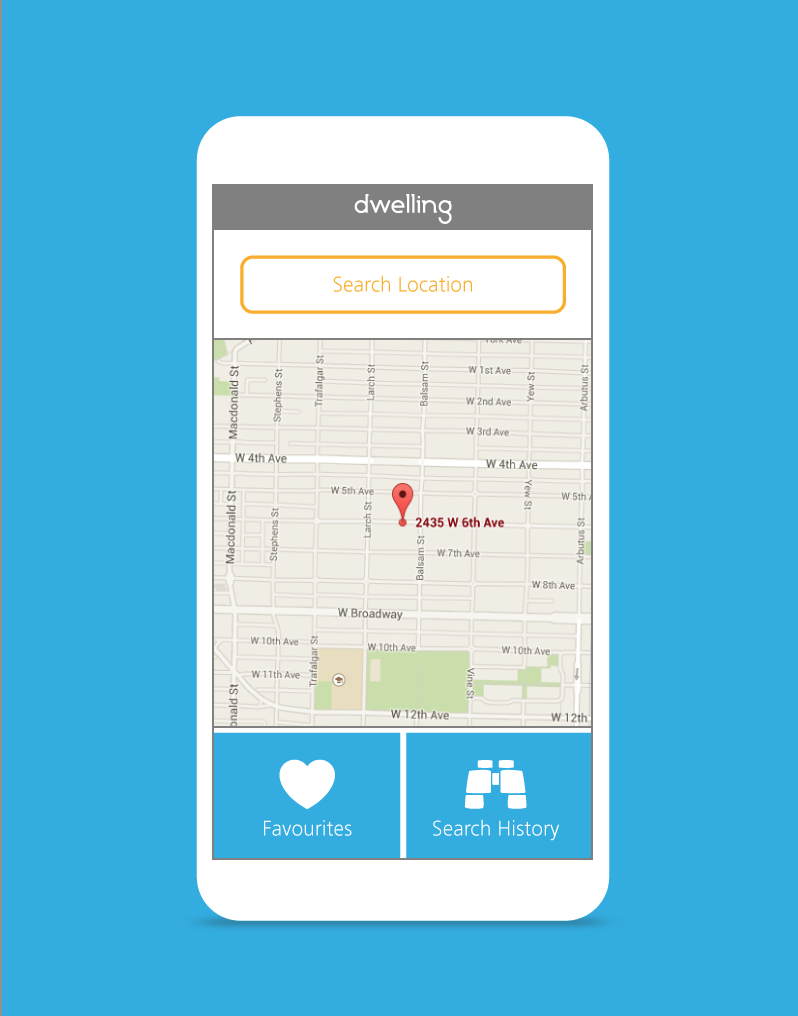 dwelling
Search Location
York Ave
W 1st Ave
Macdonald St
Stephens St
Trafalgar St
Larch St
Balsam St
Yew St
Arbutus St
W 2nd Ave
W 3rd Ave
W 4th Ave
W 4th Ave
W 5th Ave
Yew St
W 5th A
Macdonald St
Stephens St
Larch St
2435 W 6th Ave
Arbutus St
Balsam St
W 7th Ave
W 8th Ave
W Broadway
W 10th Ave
Trafalgar St
W 10th Ave
W 10th Ave
W 11th Ave
Vine St
onald St
W 12th Ave
W 12th
Favourites
Search History